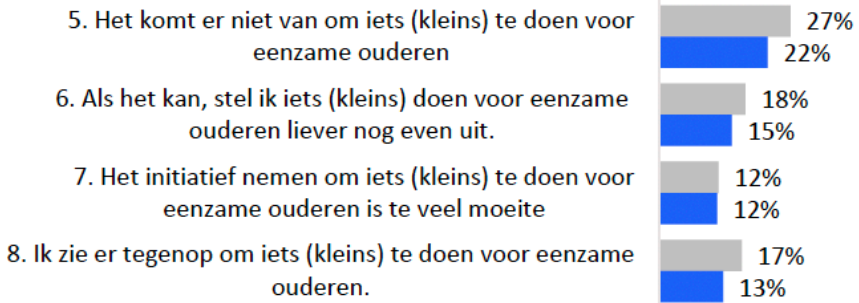 5. Het komt er niet van om iets (kleins) te doen voor
eenzame ouderen
27%
22%
6. Als het kan, stel ik iets (kleins) doen voor eenzame
ouderen liever nog even uit.
18%
15%
7. Het initiatief nemen om iets (kleins) te doen voor
eenzame ouderen is te veel moeite
12%
12%
8. Ik zie er tegenop om iets (kleins) te doen voor eenzame
ouderen.
17%
13%